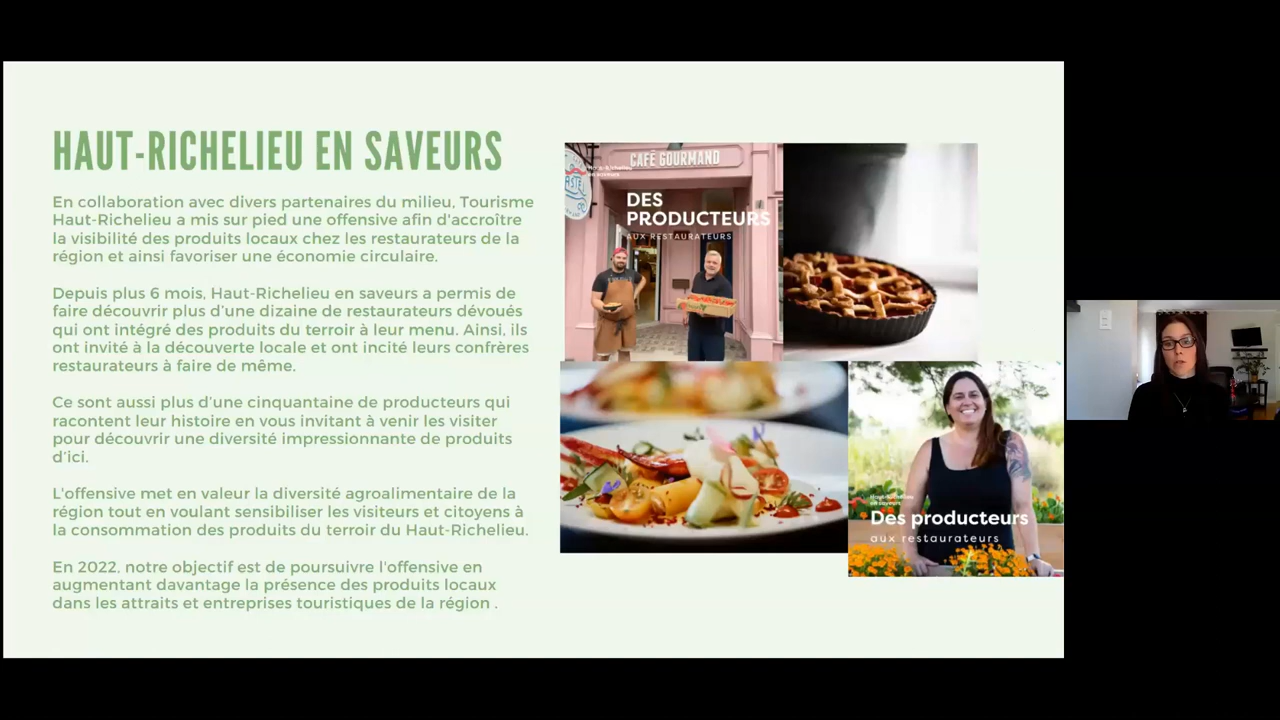 HAUT-RICHELIEU EN SAVEURS
En collaboration avec divers partenaires du milieu, Tourisme
Haut-Richelieu a mis sur pied une offensive afin d'accroître
la visibilité des produits locaux chez les restaurateurs de la
région et ainsi favoriser une économie circulaire.
Depuis plus 6 mois, Haut-Richelieu en saveurs a permis de
faire découvrir plus d'une dizaine de restaurateurs dévoués
qui ont intégré des produits du terroir à leur menu. Ainsi, ils
ont invité à la découverte locale et ont incité leurs confrères
restaurateurs à faire de même.
Ce sont aussi plus d'une cinquantaine de producteurs qui
racontent leur histoire en vous invitant à venir les visiter
pour découvrir une diversité impressionnante de produits
d'ici.
L'offensive met en valeur la diversité agroalimentaire de la
région tout en voulant sensibiliser les visiteurs et citoyens à
la consommation des produits du terroir du Haut-Richelieu.
En 2022, notre objectif est de poursuivre l'offensive en
augmentant davantage la présence des produits locaux
dans les attraits et entreprises touristiques de la région .
CAFÉ GOURMAND
Haut-Richelieu
en saveurs
DES
PRODUCTEURS
AUX RESTAURATEURS
Haut-Richelieu
en saveurs
Des producteurs
aux restaurateurs